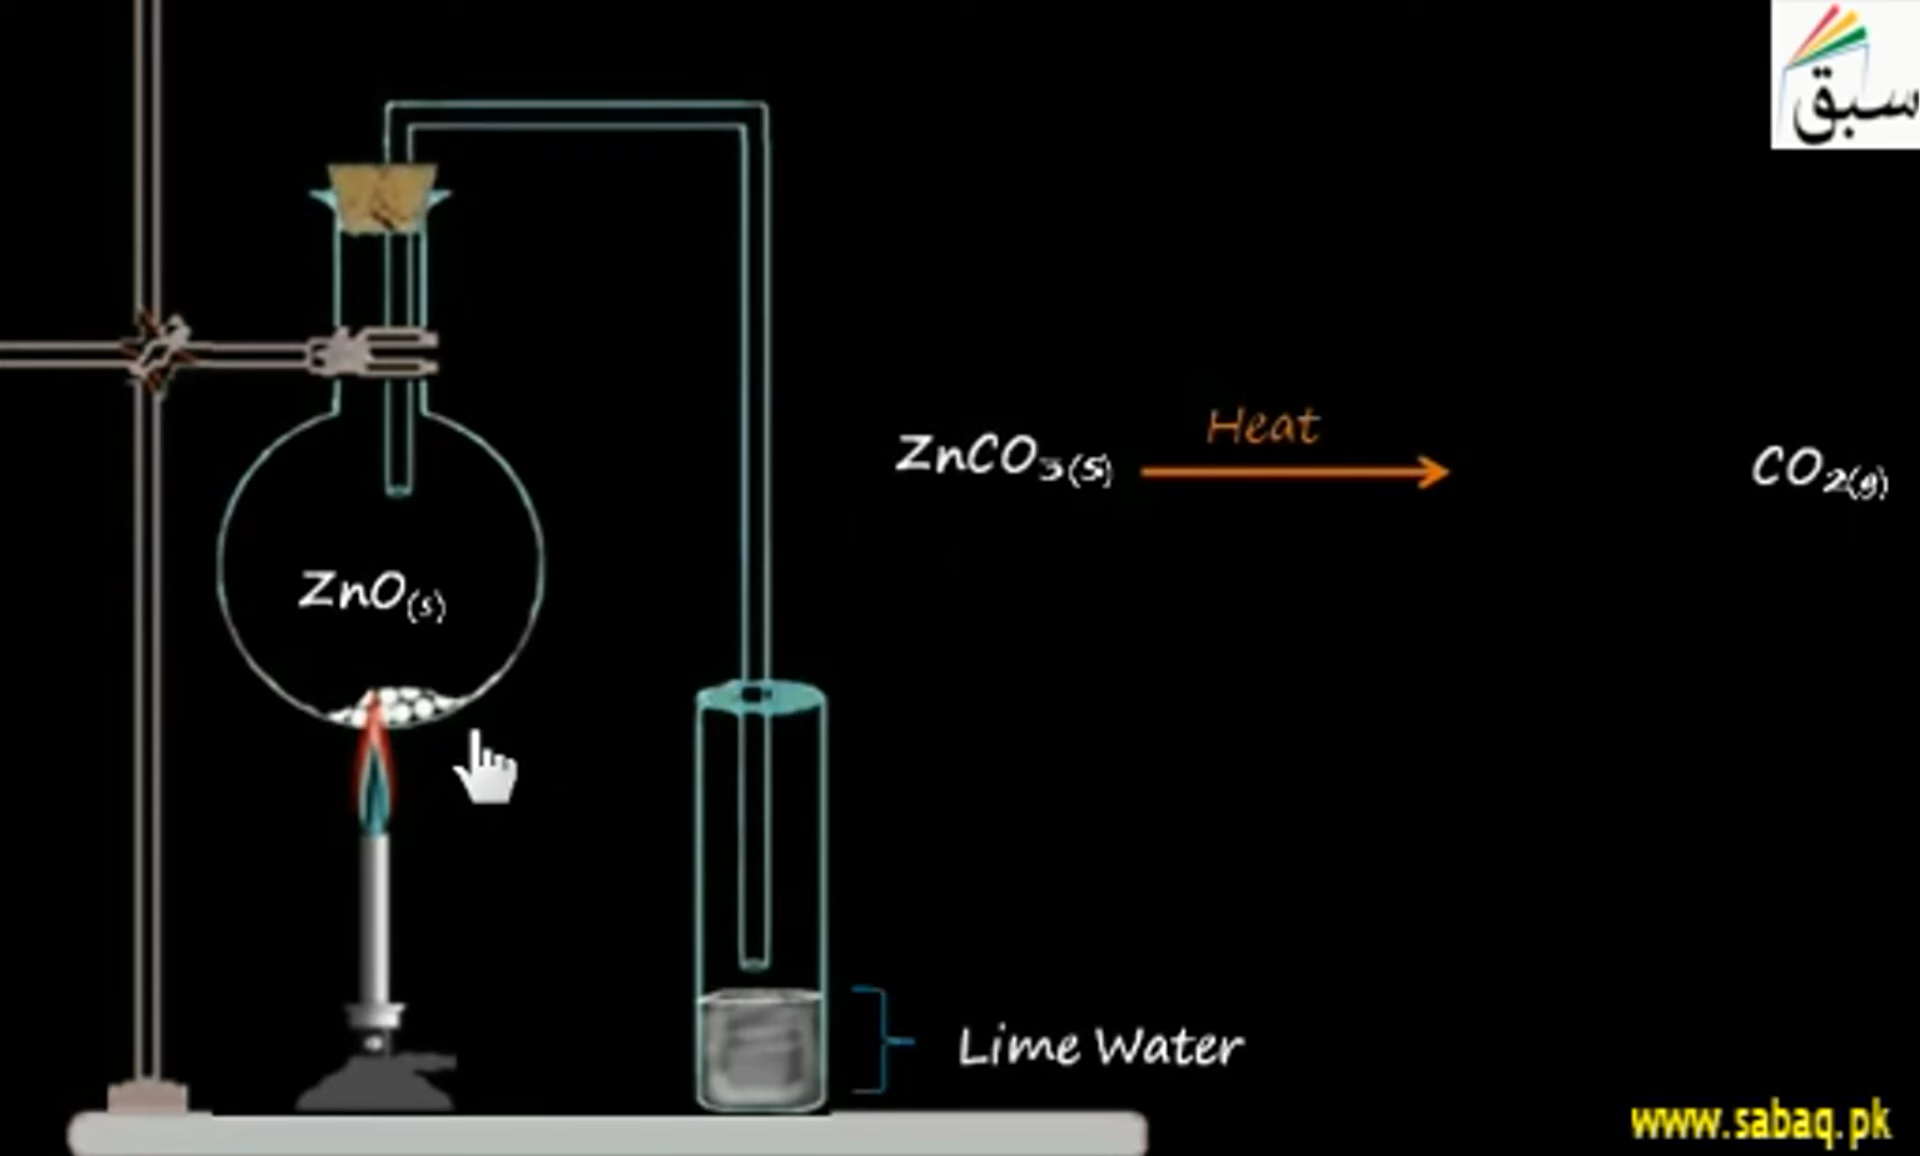 سبق
Heat
ZnCO3(s) CO2(g)
ZnO(s)
Lime Water
www.sabaq.pk